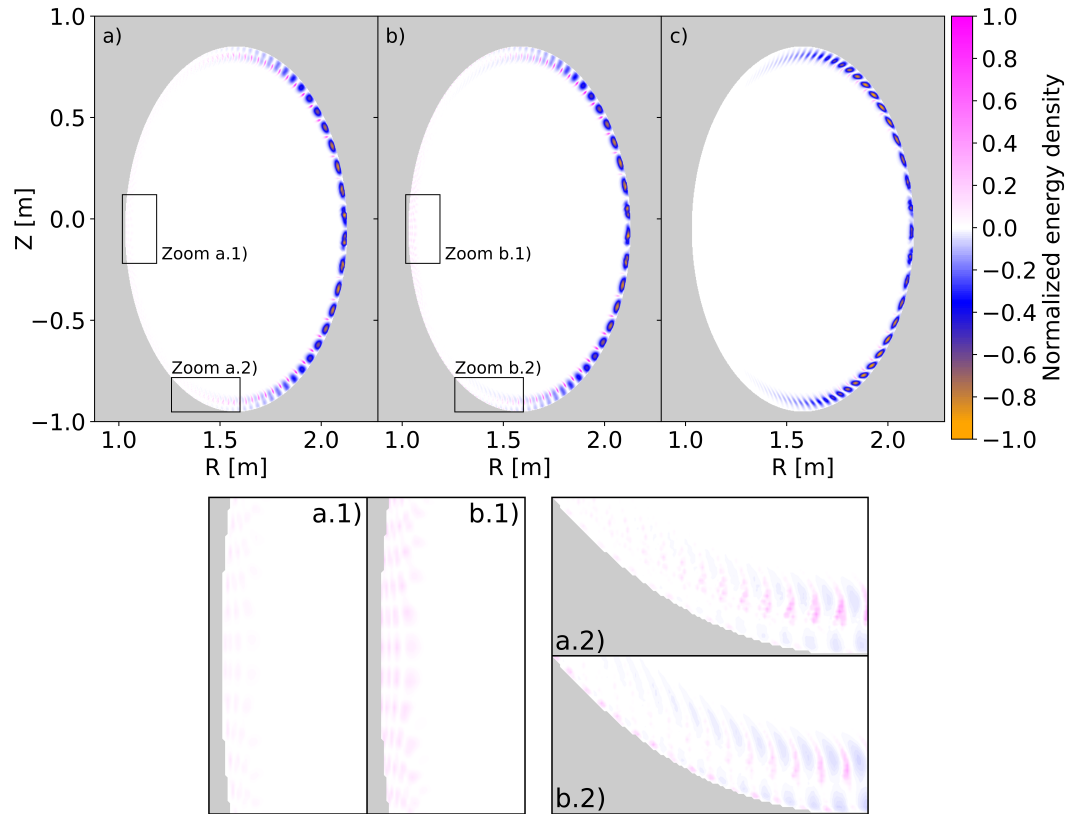 a)
b)
c)
1.0
0.5
0.0
−0.5
−1.0
Z [m]
Zoom a.1)
Zoom b.1)
Zoom a.2)
Zoom b.2)
1.0
1.5
2.0
1.0
1.5
2.0
1.0
1.5
2.0
R [m]
R [m]
R [m]
1.0
0.8
0.6
0.4
0.2
0.0
−0.2
−0.4
−0.6
−0.8
−1.0
Normalized energy density
a.1)
b.1)
a.2)
b.2)